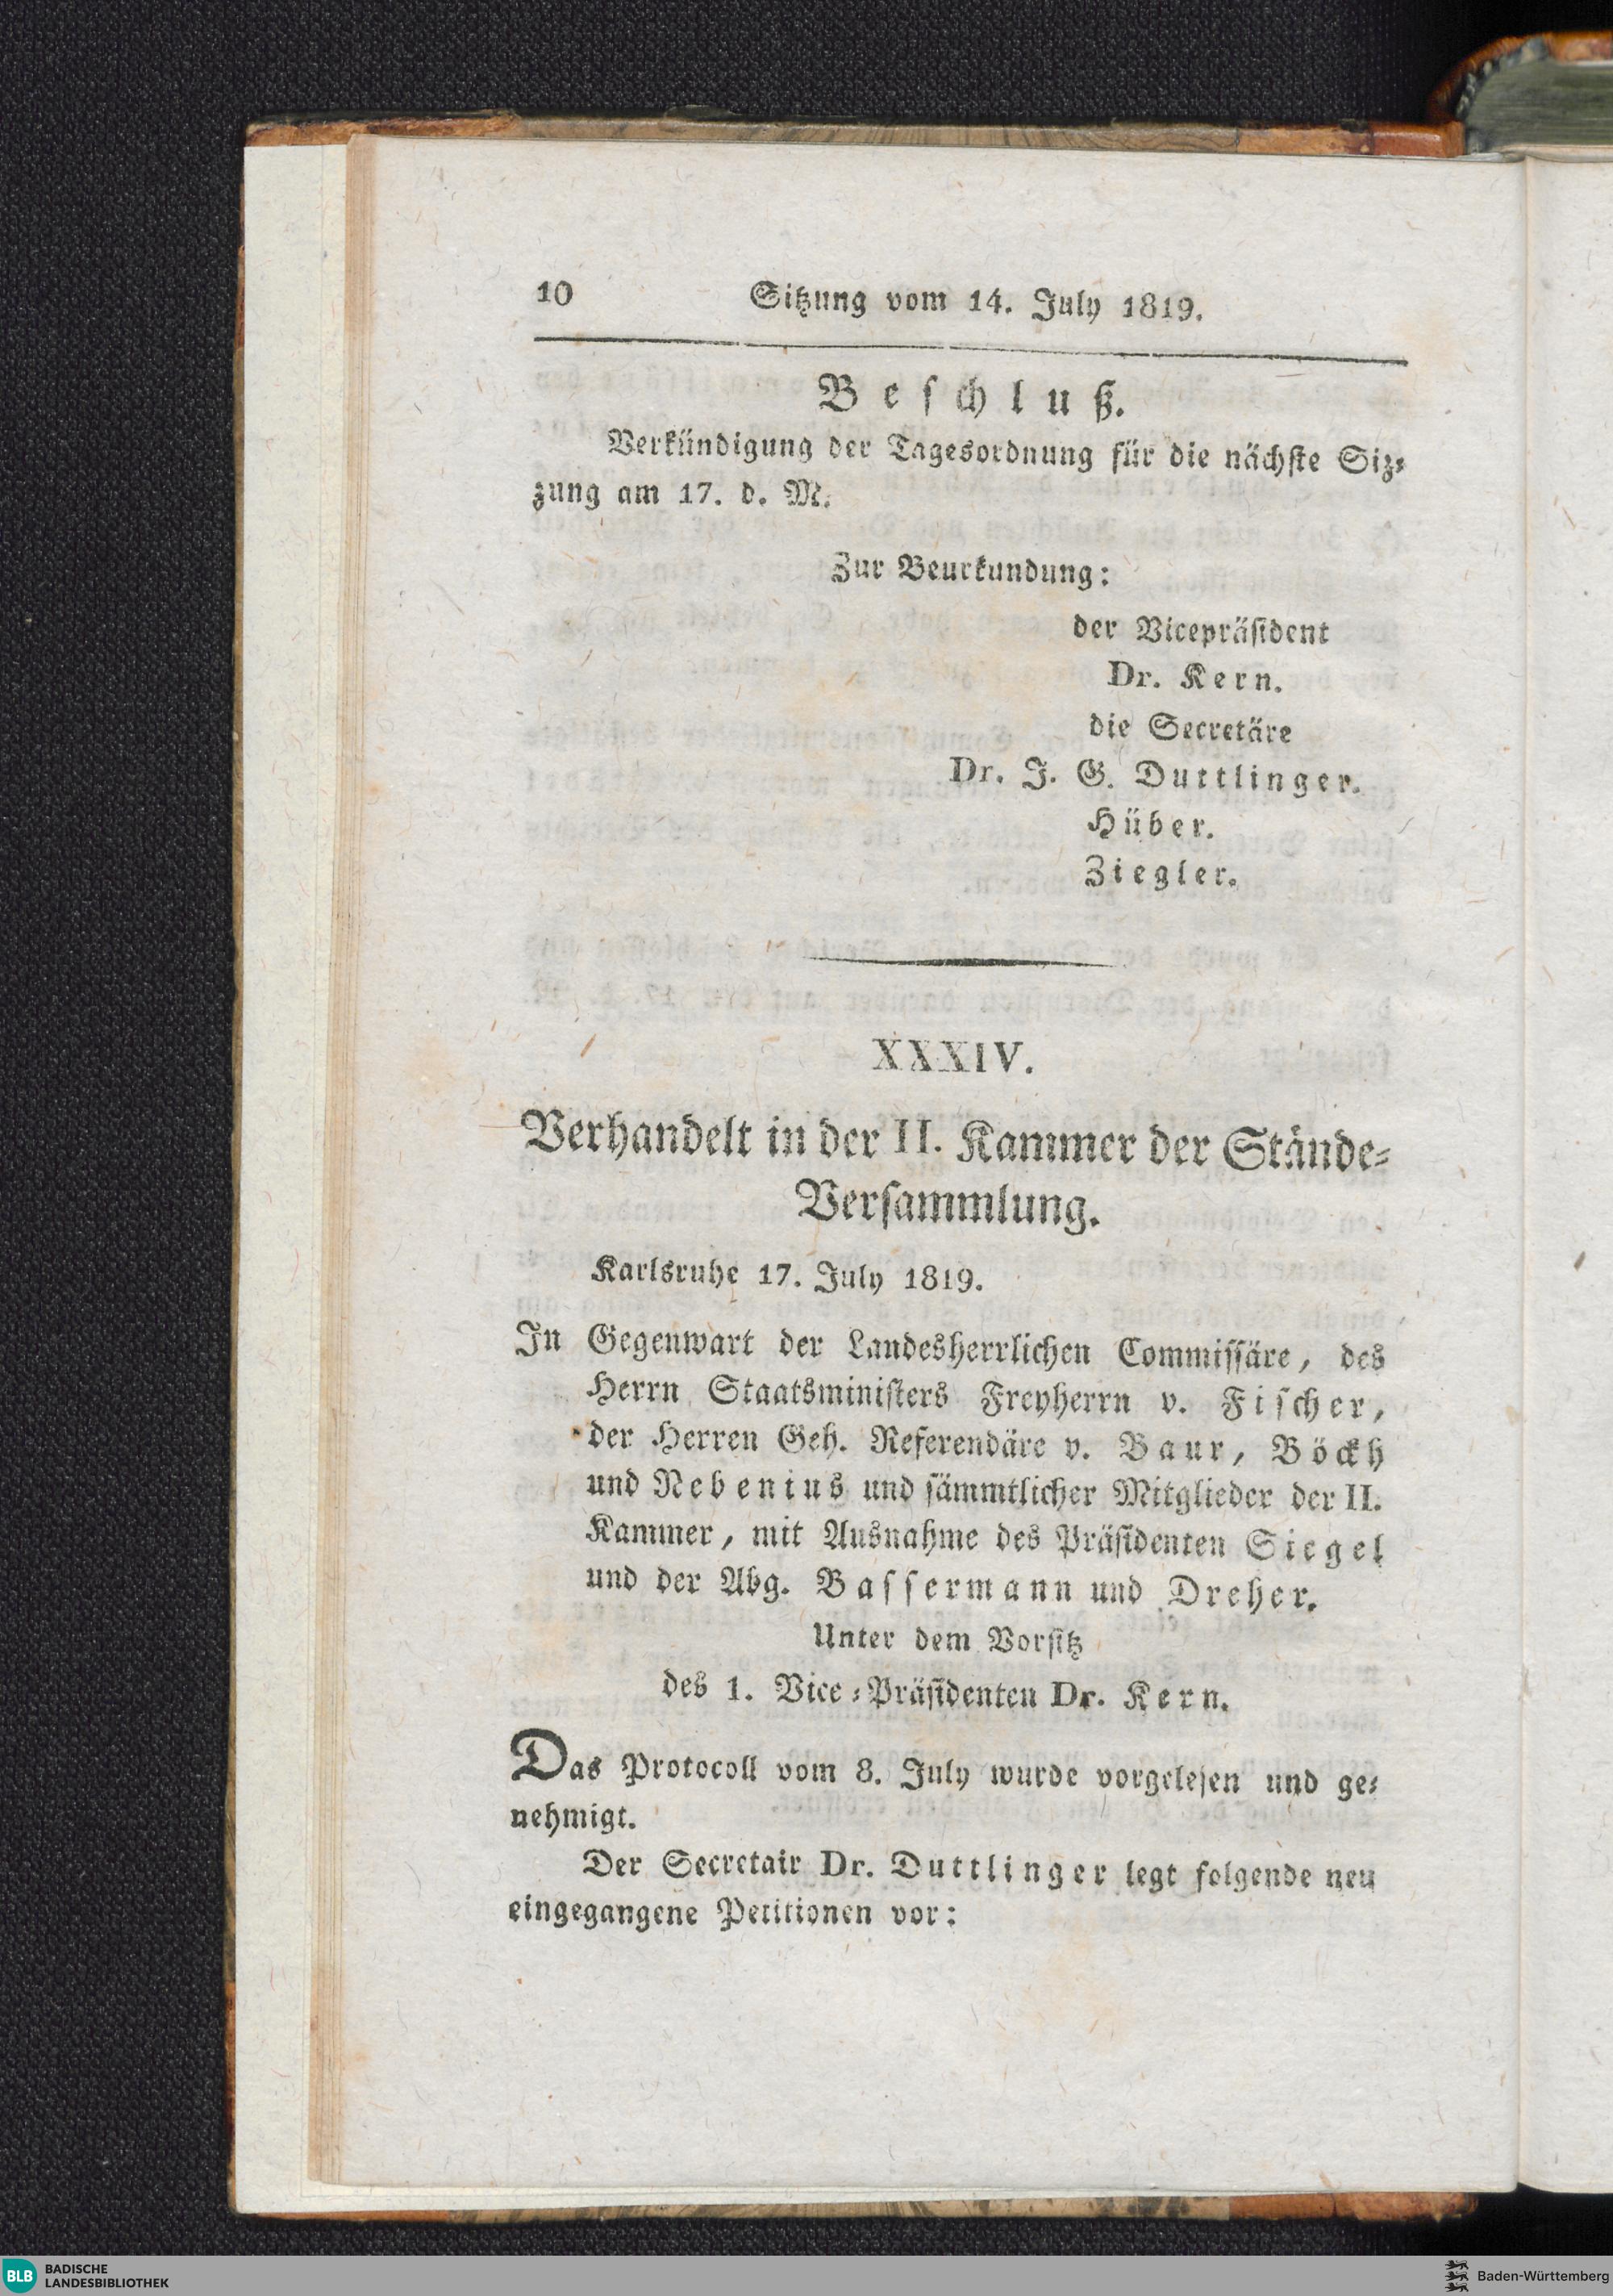 10 Sitzung vom 14. July 1819.
Beschluß.
Verkündigung der Tagesordnung für die nächste Siz-
zung am 17. d. M.
Zur Beurkundung:
der Vicepräsident
Dr. Kern.
die Secretäre
Dr. J. G. Duttlinger.
Hüber.
Ziegler.
XXXIV.
Verhandelt in der II. Kammer der Stände-
Versammlung.
Karlsruhe 17. July 1819.
In Gegenwart der Landesherrlichen Commissäre, des
Herrn Staatsministers Freyherrn v. Fischer,
der Herren Geh. Referendäre v. Baur, Böckh
und Nebenius und sämmtlicher Mitglieder der II.
Kammer, mit Ausnahme des Präsidenten Siegel
und der Abg. Bassermann und Dreher.
Unter dem Vorsitz
des 1. Vice-Präsidenten Dr. Kern.
Das Protocoll vom 8. July wurde vorgelesen und ge-
nehmigt.
Der Secretair Dr. Duttlinger legt folgende neu
eingegangene Petitionen vor:
BLB BADISCHE
LANDESBIBLIOTHEK
Baden-Württemberg